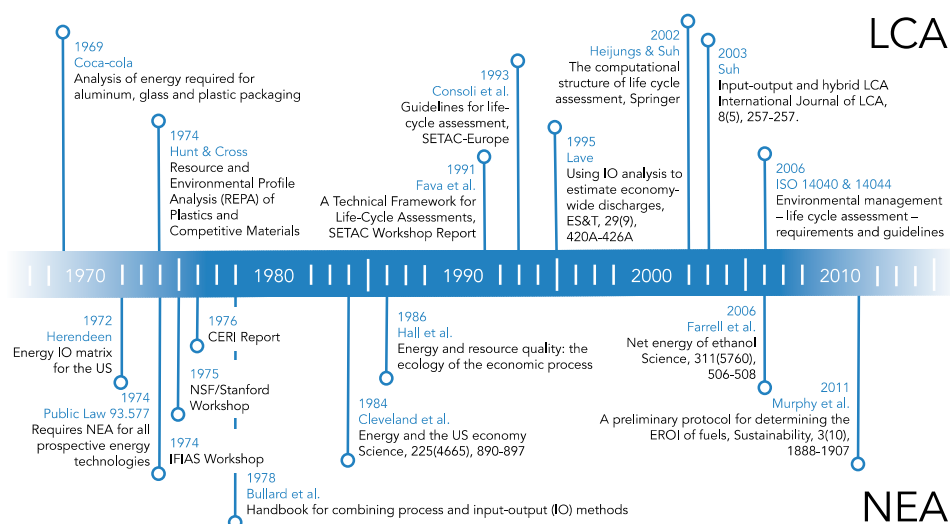 LCA
1969
Coca-cola
Analysis of energy required for
aluminum, glass and plastic packaging
1974
Hunt & Cross
Resource and
Environmental Profile
Analysis (REPA) of
of Plastics and
Competitive Materials
1991
Fava et al.
A Technical Framework for
Life-Cycle Assessments,
SETAC Workshop Report
1993
Consoli et al.
Guidelines for life-
cycle assessment,
SETAC-Europe
1995
Lave
Using IO analysis to
estimate economy-
wide discharges,
ES&T, 29(9),
420A-426A
2002
Heijungs & Suh
The computational
structure of life cycle
assessment, Springer
2003
Suh
Input-output and hybrid LCA
International Journal of LCA,
8(5), 257-257.
2006
ISO 14040 & 14044
Environmental management
– life cycle assessment –
requirements and guidelines
1970 1980 1990 2000 2010
1972
Herendeen
Energy IO matrix
for the US
1974
Public Law 93.577
Requires NEA for all
prospective energy
technologies
1974
IFIAS Workshop
1975
NSF/Stanford
Workshop
1976
CERI Report
1978
Bullard et al.
Handbook for combining process and input-output (IO) methods
1984
Cleveland et al.
Energy and the US economy
Science, 225(4665), 890-897
1986
Hall et al.
Energy and resource quality: the
ecology of the economic process
2006
Farrell et al.
Net energy of ethanol
Science, 311(5760),
506-508
2011
Murphy et al.
A preliminary protocol for determining the
EROI of fuels, Sustainability, 3(10),
1888-1907
NEA